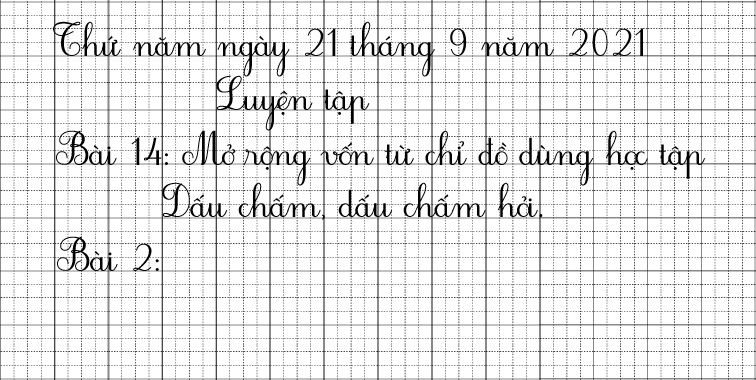 Thứ năm ngày 21 tháng 9 năm 2021
Luyện tập
Bài 14: Mở rộng vốn từ chỉ đồ dùng học tập
Dấu chấm, dấu chấm hỏi.
Bài 2: